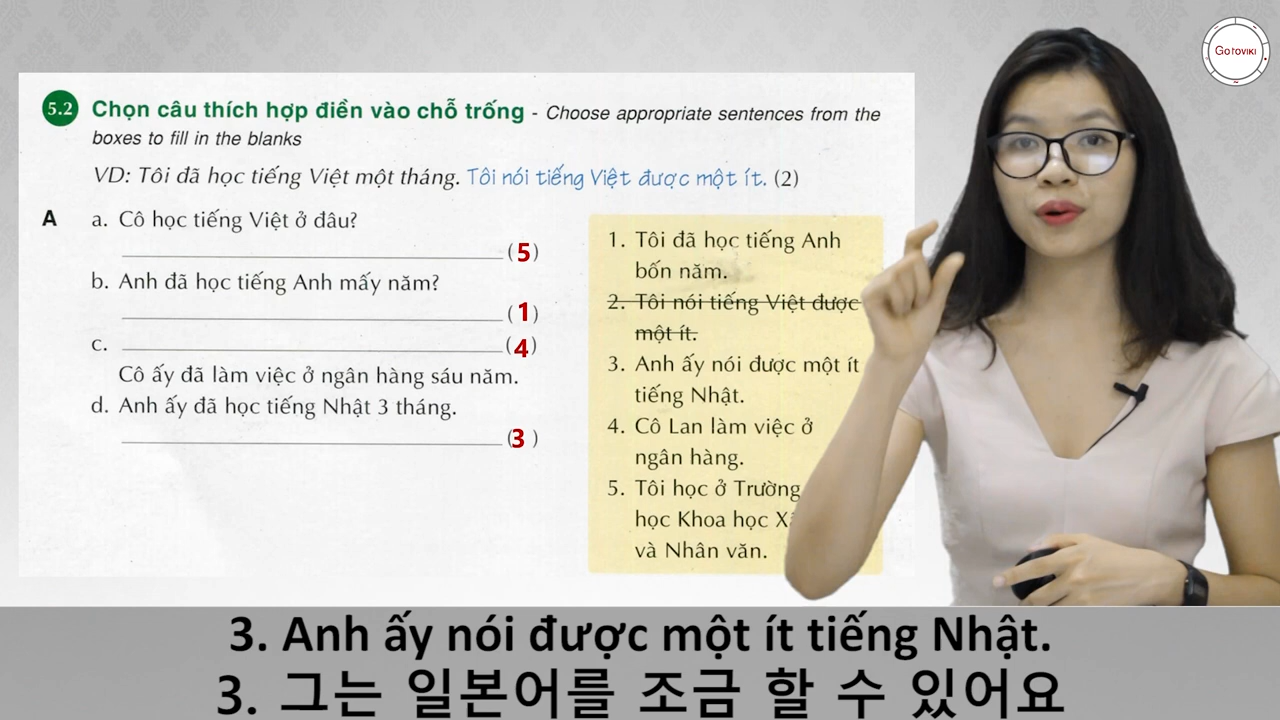 GOTOVIKI
5.2 Chọn câu thích hợp điền vào chỗ trống - Choose appropriate sentences from the
boxes to fill in the blanks
VD: Tôi đã học tiếng Việt một tháng. Tôi nói tiếng Việt được một ít. (2)
A a. Cô học tiếng Việt ở đâu?
(5)
b. Anh đã học tiếng Anh mấy năm?
(1)
c. (4)
Cô ấy đã làm việc ở ngân hàng sáu năm.
d. Anh ấy đã học tiếng Nhật 3 tháng.
(3)
1. Tôi đã học tiếng Anh
bốn năm.
2. Tôi nói tiếng Việt được
một ít.
3. Anh ấy nói được một ít
tiếng Nhật.
4. Cô Lan làm việc ở
ngân hàng.
5. Tôi học ở Trường
học Khoa học
và Nhân văn.
3. Anh ấy nói được một ít tiếng Nhật.
3. 그는 일본어를 조금 할 수 있어요